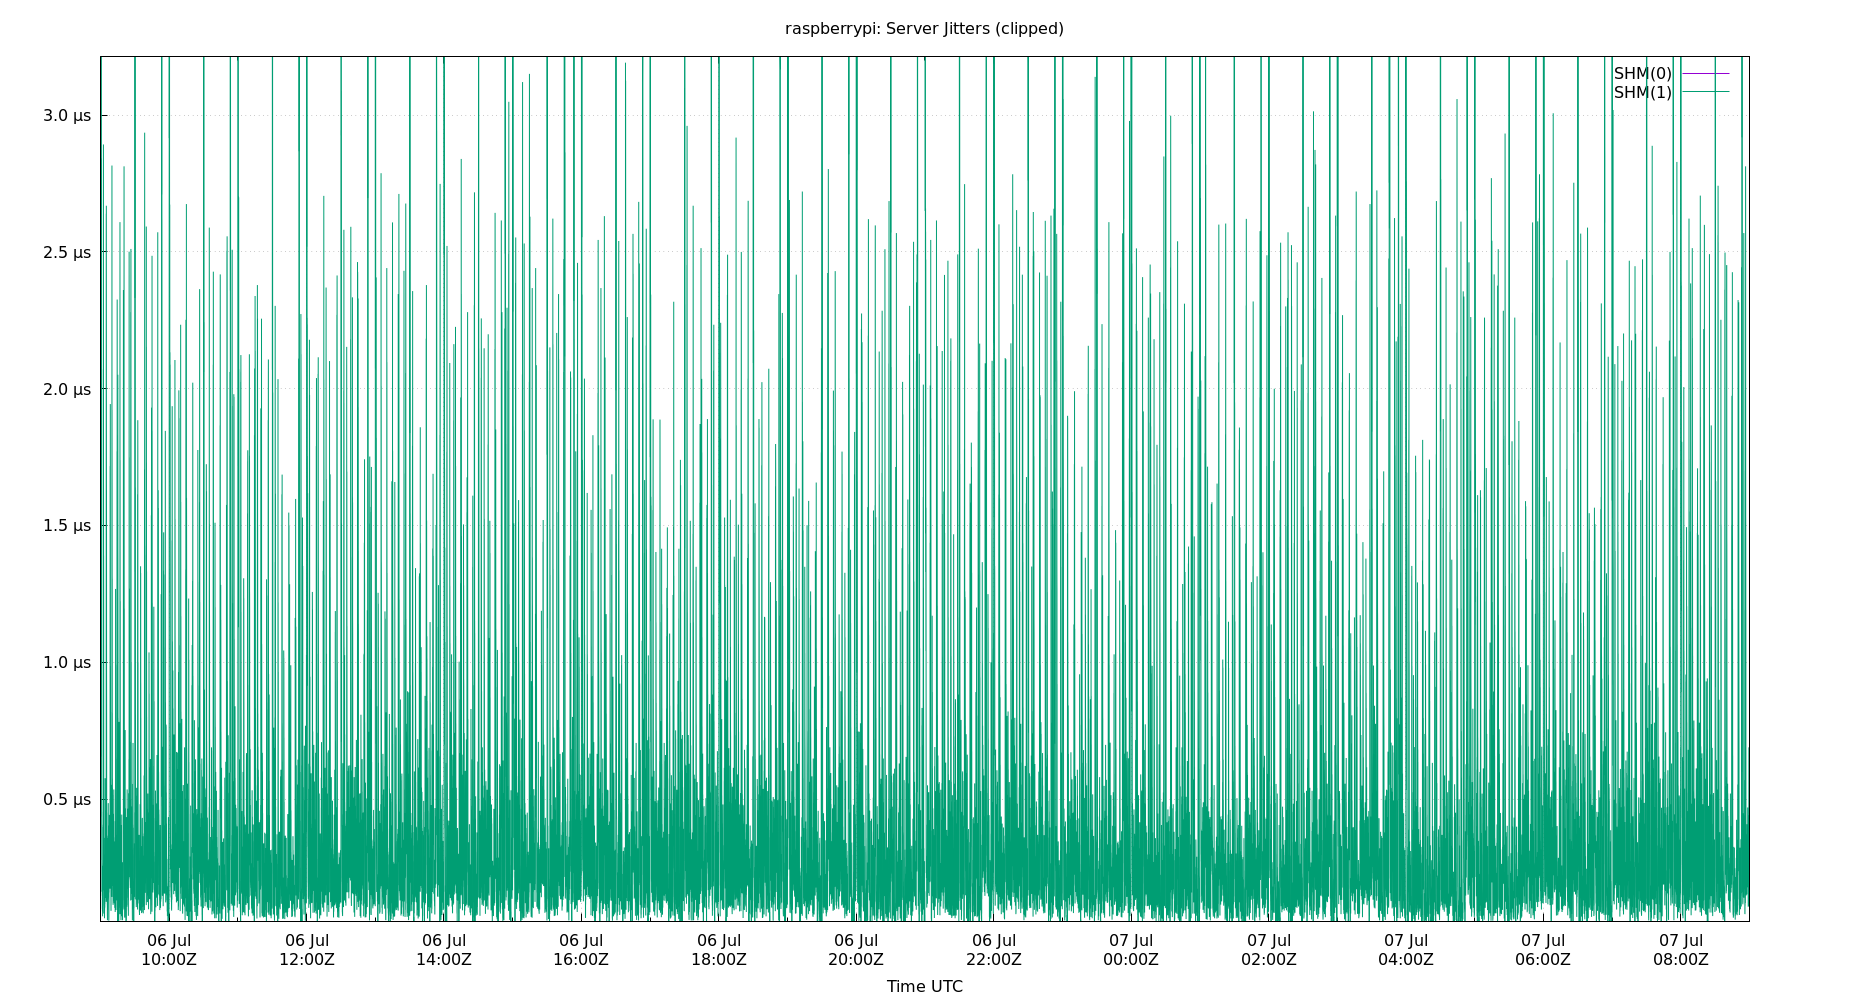 raspberrypi: Server Jitters (clipped)
SHM(0)
SHM(1)
3.0 µs
2.5 µs
2.0 µs
1.5 µs
1.0 µs
0.5 µs
06 Jul 06 Jul 06 Jul 06 Jul 06 Jul 06 Jul 06 Jul 07 Jul 07 Jul 07 Jul 07 Jul 07 Jul
10:00Z 12:00Z 14:00Z 16:00Z 18:00Z 20:00Z 22:00Z 00:00Z 02:00Z 04:00Z 06:00Z 08:00Z
Time UTC